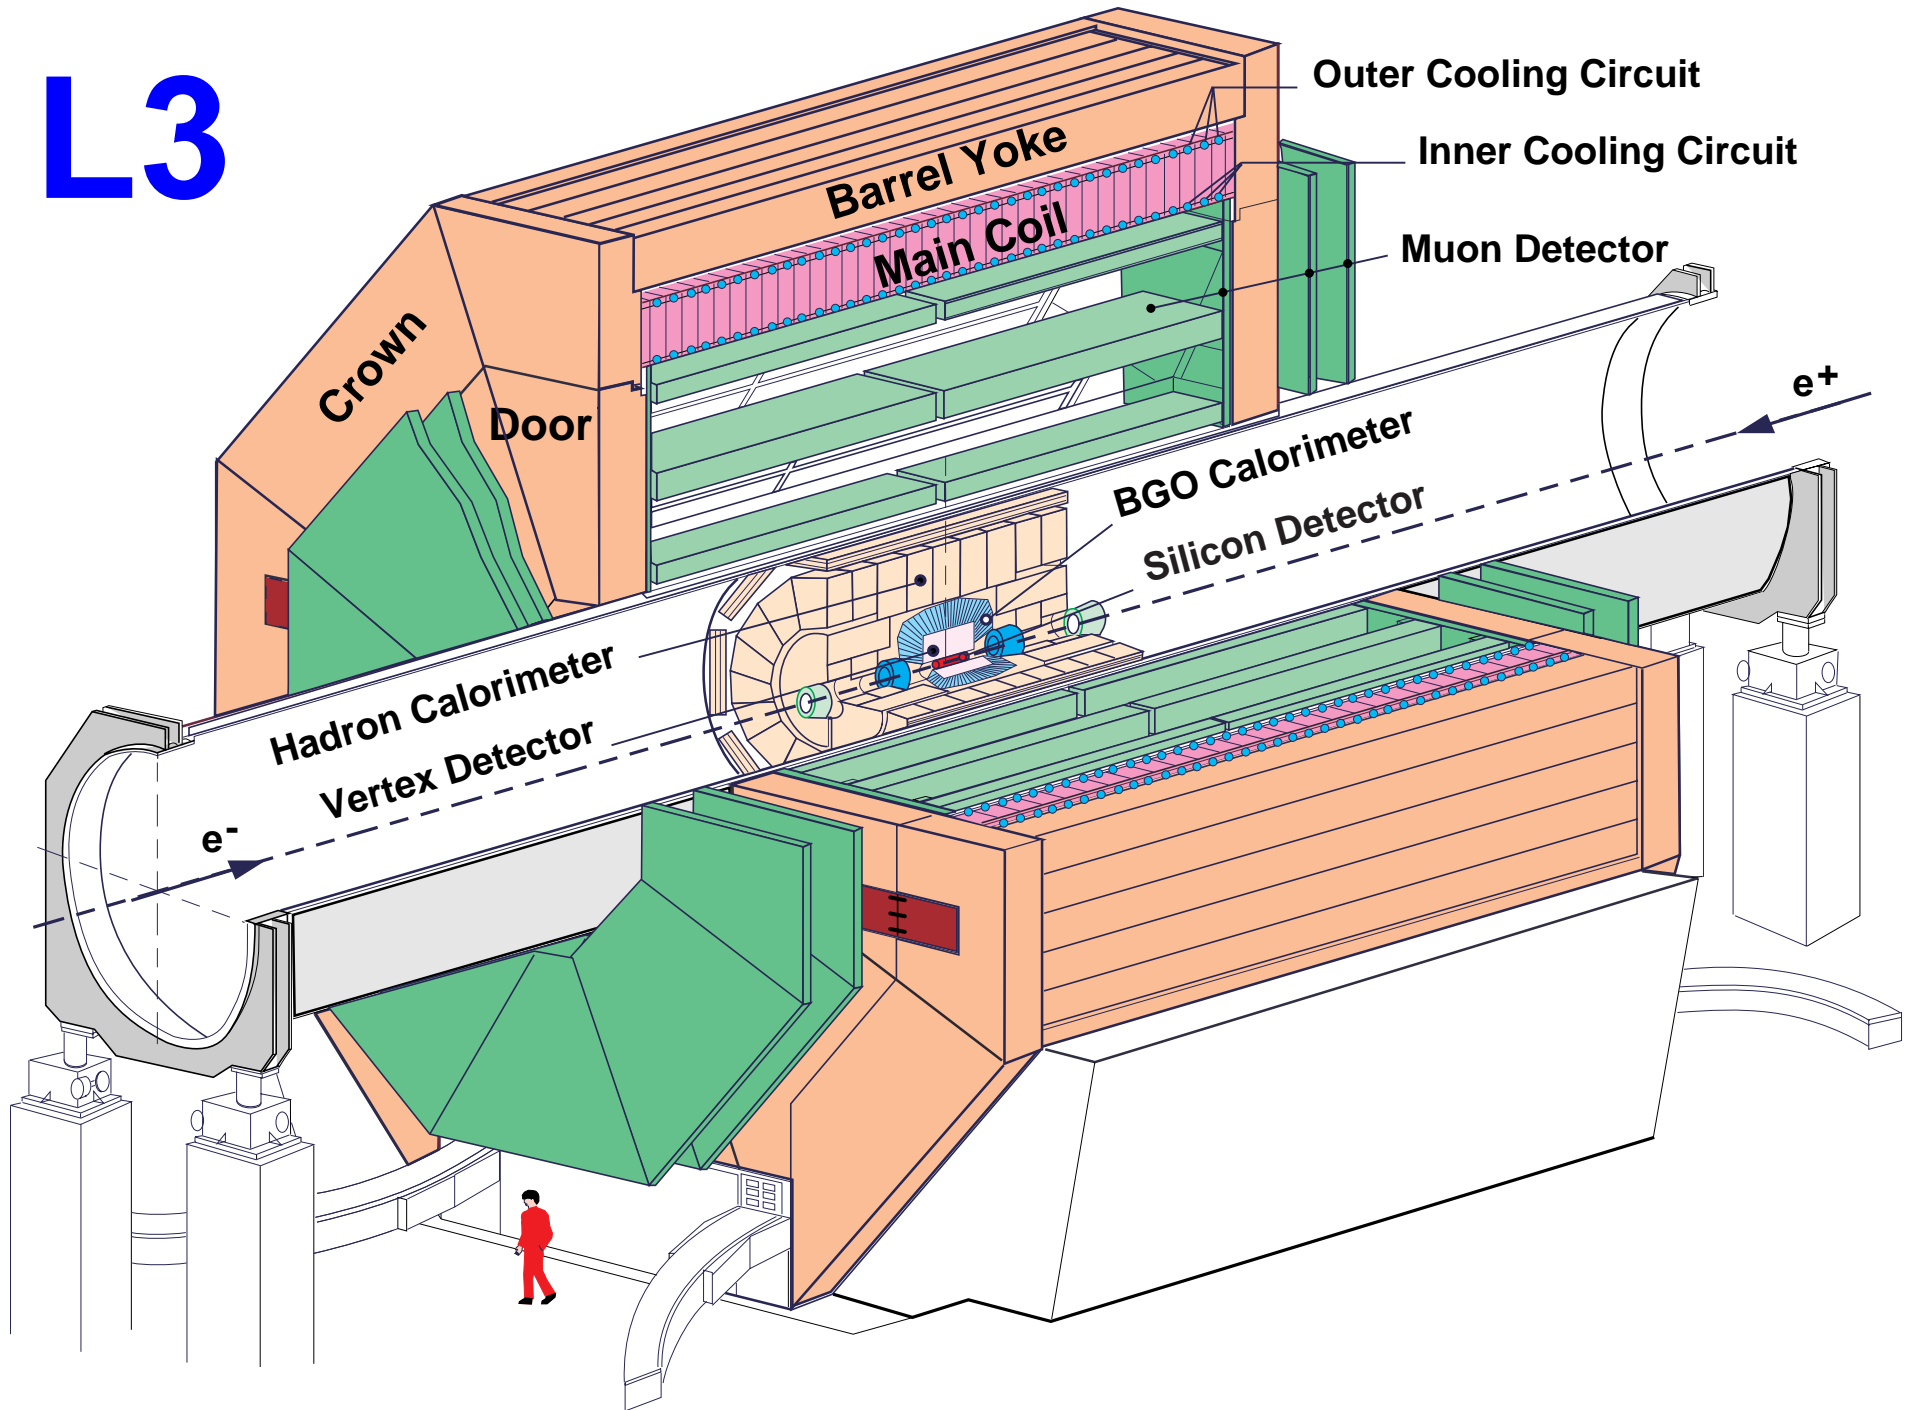 L3
Outer Cooling Circuit
Inner Cooling Circuit
Barrel Yoke
Main Coil
Muon Detector
Crown
Door
e+
BGO Calorimeter
Silicon Detector
Hadron Calorimeter
Vertex Detector
e-